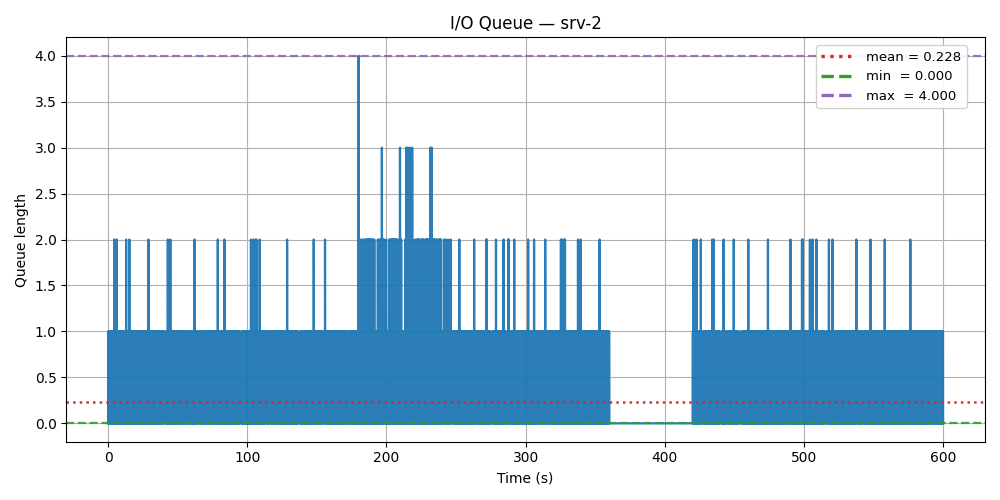 I/O Queue — srv-2
Queue length
4.0
3.5
3.0
2.5
2.0
1.5
1.0
0.5
0.0
mean = 0.228
min  = 0.000
max  = 4.000
0 100 200 300 400 500 600
Time (s)